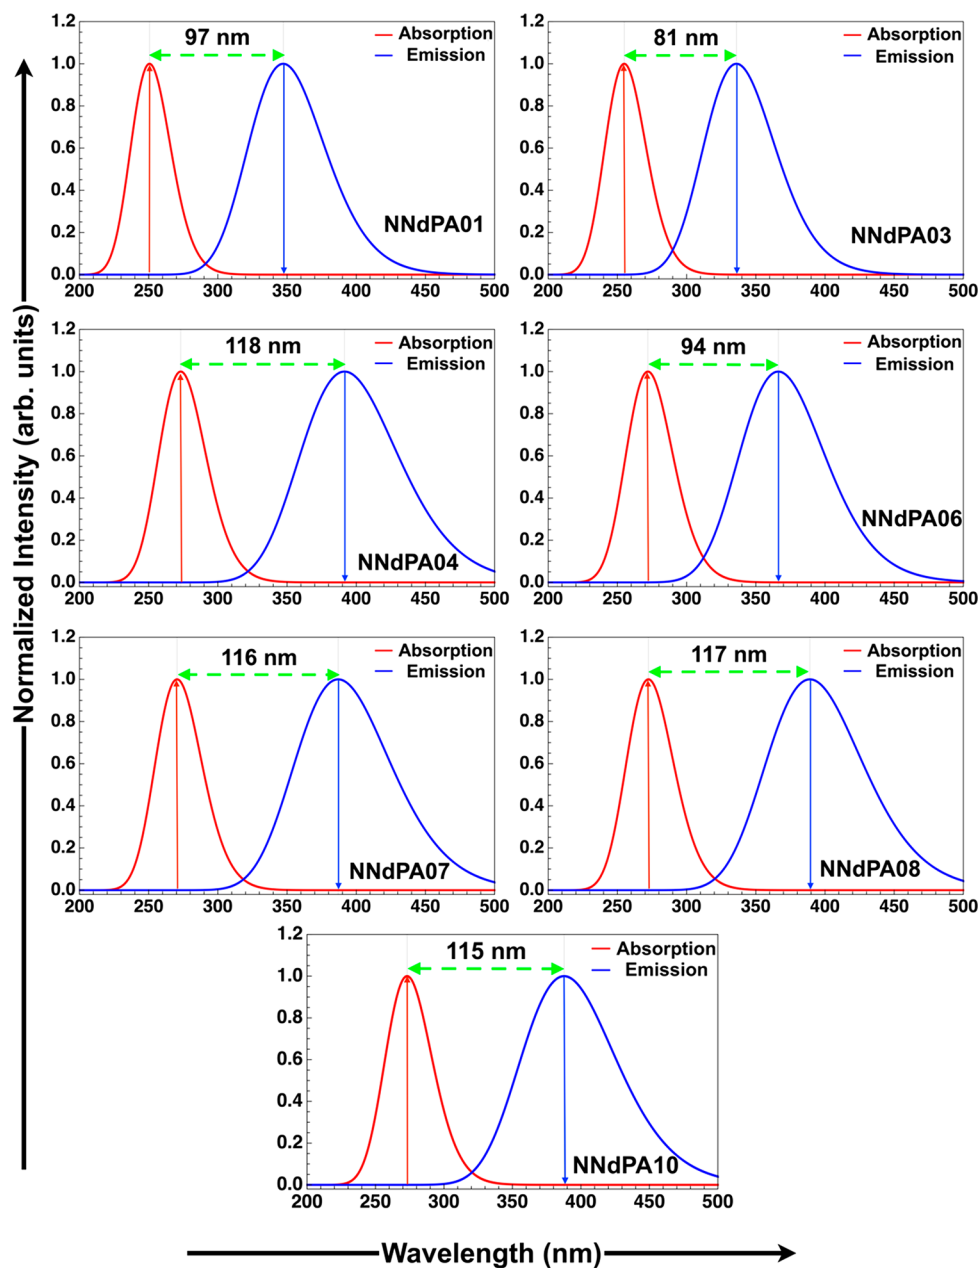 Normalized Intensity (arb. units)
1.2
1.0
0.8
0.6
0.4
0.2
0.0
97 nm
Absorption
Emission
NNdPA01
200 250 300 350 400 450 500
1.2
1.0
0.8
0.6
0.4
0.2
0.0
81 nm
Absorption
Emission
NNdPA03
200 250 300 350 400 450 500
1.2
1.0
0.8
0.6
0.4
0.2
0.0
118 nm
Absorption
Emission
NNdPA04
200 250 300 350 400 450 500
1.2
1.0
0.8
0.6
0.4
0.2
0.0
94 nm
Absorption
Emission
NNdPA06
200 250 300 350 400 450 500
1.2
1.0
0.8
0.6
0.4
0.2
0.0
116 nm
Absorption
Emission
NNdPA07
200 250 300 350 400 450 500
1.2
1.0
0.8
0.6
0.4
0.2
0.0
117 nm
Absorption
Emission
NNdPA08
200 250 300 350 400 450 500
1.2
1.0
0.8
0.6
0.4
0.2
0.0
115 nm
Absorption
Emission
NNdPA10
200 250 300 350 400 450 500
Wavelength (nm)